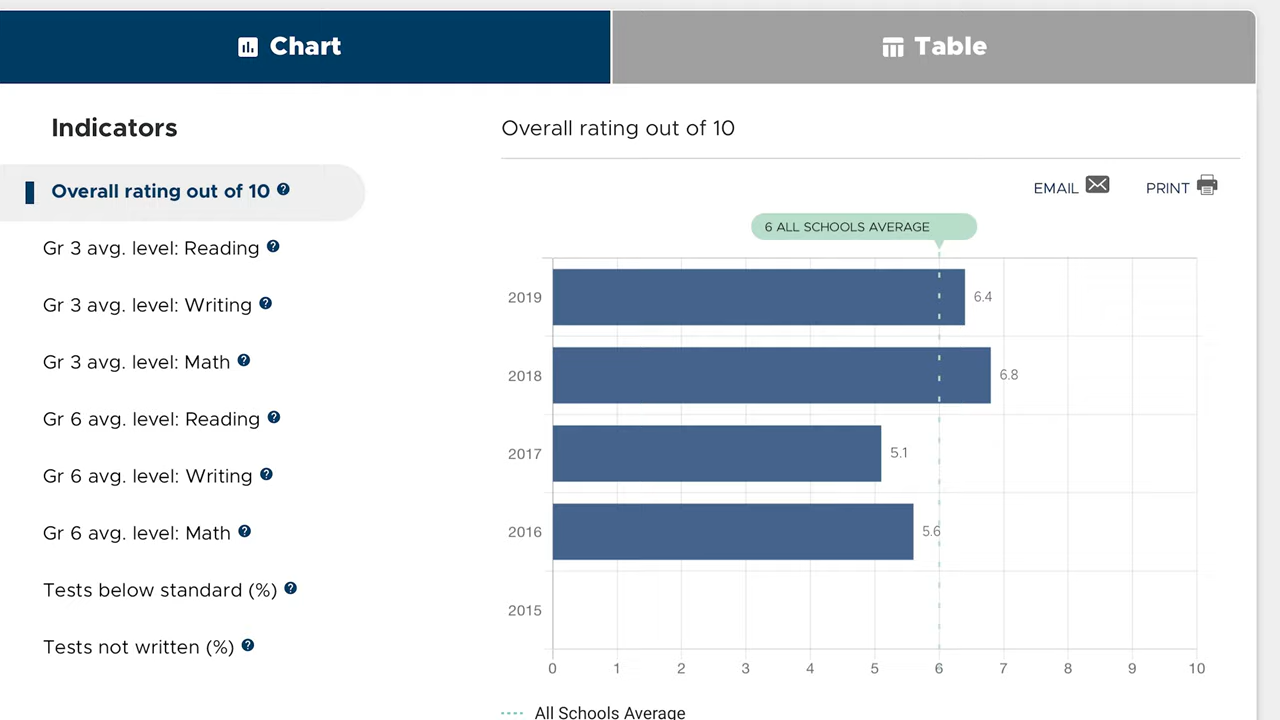 Chart
Table
Indicators
Overall rating out of 10
Gr 3 avg. level: Reading
Gr 3 avg. level: Writing
Gr 3 avg. level: Math
Gr 6 avg. level: Reading
Gr 6 avg. level: Writing
Gr 6 avg. level: Math
Tests below standard (%)
Tests not written (%)
Overall rating out of 10
EMAIL
PRINT
6 ALL SCHOOLS AVERAGE
2019 6.4
2018 6.8
2017 5.1
2016 5.6
2015
0 1 2 3 4 5 6 7 8 9 10
All Schools Average